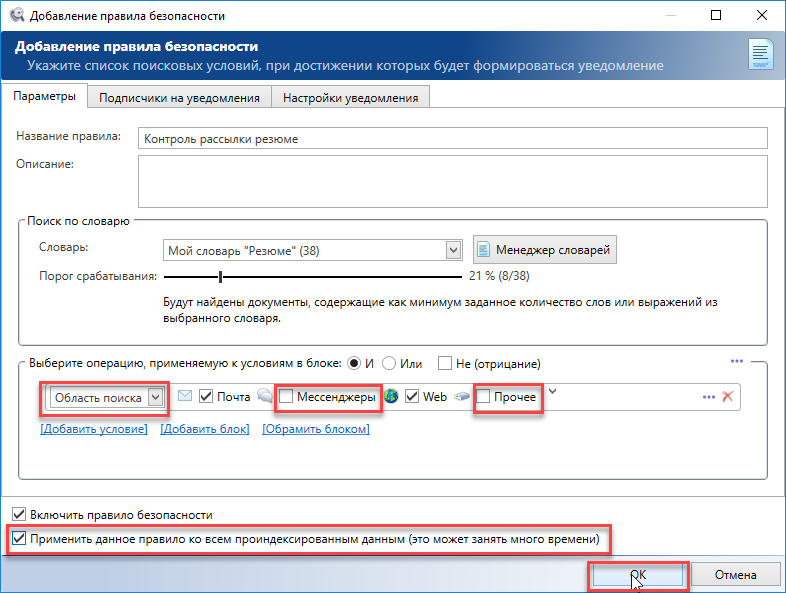 Добавление правила безопасности
Добавление правила безопасности
Укажите список поисковых условий, при достижении которых будет формироваться уведомление
Параметры Подписчики на уведомления Настройки уведомления
Название правила: Контроль рассылки резюме
Описание:
Поиск по словарю
Словарь: Мой словарь "Резюме" (38) Менеджер словарей
Порог срабатывания: 21 % (8/38)
Будут найдены документы, содержащие как минимум заданное количество слов или выражений из
выбранного словаря.
Выберите операцию, применяемую к условиям в блоке: И Или Не (отрицание)
Область поиска Почта Мессенджеры Web Прочее
[Добавить условие] [Добавить блок] [Обрамить блоком]
Включить правило безопасности
Применить данное правило ко всем проиндексированным данным (это может занять много времени)
OK Отмена